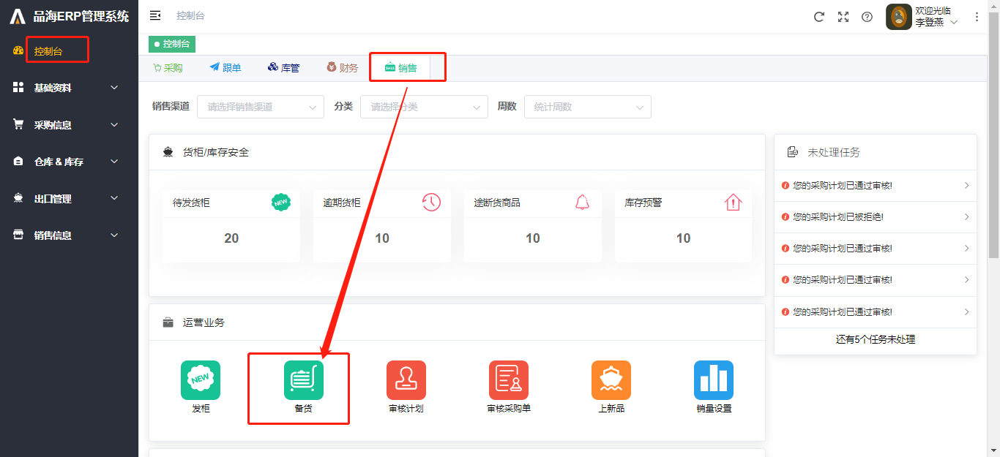 品海ERP管理系统
控制台
基础资料
采购信息
仓库 & 库存
出口管理
销售信息
控制台
欢迎光临
李登燕
控制台
采购
跟单
库管
财务
SALE
销售
销售渠道
请选择销售渠道
分类
请选择分类
周数
统计周数
货柜/库存安全
待发货柜
NEW
20
逾期货柜
10
途断货商品
10
库存预警
10
未处理任务
您的采购计划已通过审核!
您的采购计划已被拒绝!
您的采购计划已通过审核!
您的采购计划已通过审核!
您的采购计划已通过审核!
还有5个任务未处理
运营业务
NEW
发柜
备货
审核计划
审核采购单
上新品
销量设置